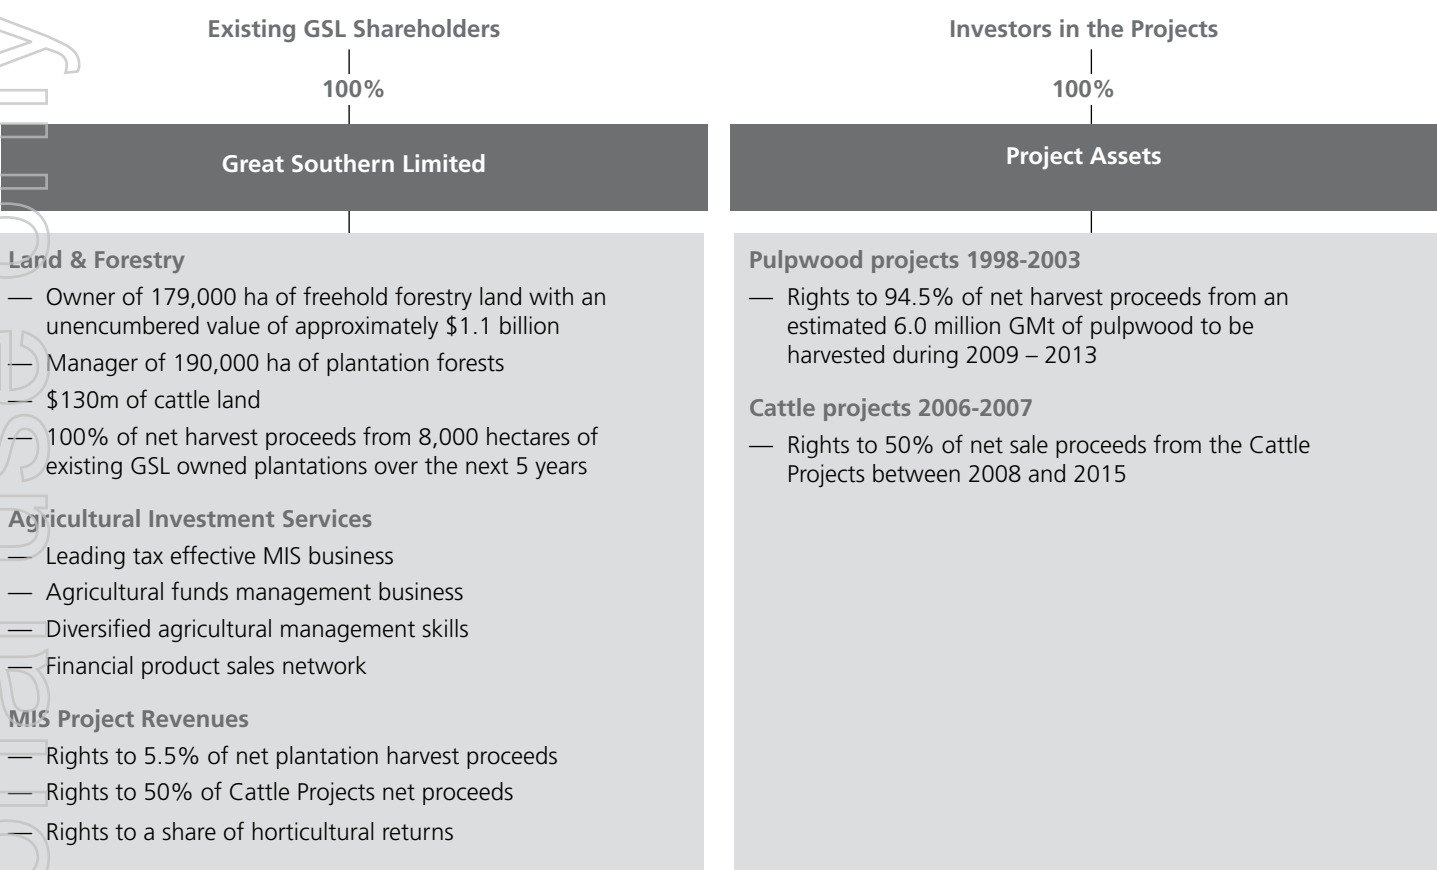 Existing GSL Shareholders
100%
Great Southern Limited
Land & Forestry
— Owner of 179,000 ha of freehold forestry land with an
unencumbered value of approximately $1.1 billion
— Manager of 190,000 ha of plantation forests
— $130m of cattle land
— 100% of net harvest proceeds from 8,000 hectares of
existing GSL owned plantations over the next 5 years
Agricultural Investment Services
— Leading tax effective MIS business
— Agricultural funds management business
— Diversified agricultural management skills
— Financial product sales network
MIS Project Revenues
— Rights to 5.5% of net plantation harvest proceeds
— Rights to 50% of Cattle Projects net proceeds
— Rights to a share of horticultural returns
Investors in the Projects
100%
Project Assets
Pulpwood projects 1998-2003
— Rights to 94.5% of net harvest proceeds from an
estimated 6.0 million GMt of pulpwood to be
harvested during 2009 – 2013
Cattle projects 2006-2007
— Rights to 50% of net sale proceeds from the Cattle
Projects between 2008 and 2015
use only